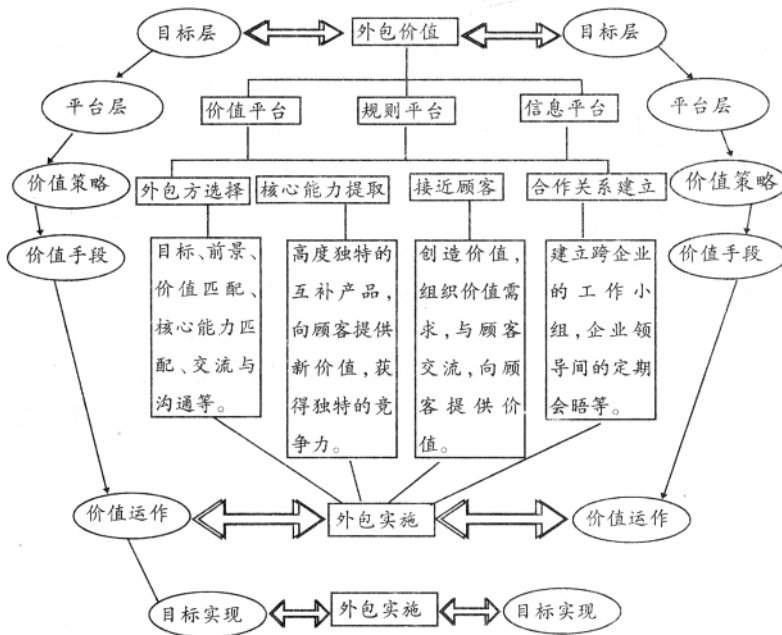 目标层 外包价值 目标层
平台层 价值平台 规则平台 信息平台 平台层
价值策略 外包方选择 核心能力提取 接近顾客 合作关系建立 价值策略
价值手段 价值手段
目标、前景、
价值匹配、
核心能力匹
配、交流与
沟通等。
高度独特的
互补产品，
向顾客提供
新价值，获
得独特的竞
争力。
创造价值，
组织价值需
求，与顾客
交流，向顾
客提供价
值。
建立跨企业
的工作小
组，企业领
导间的定期
会晤等。
价值运作 外包实施 价值运作
目标实现 外包实施 目标实现